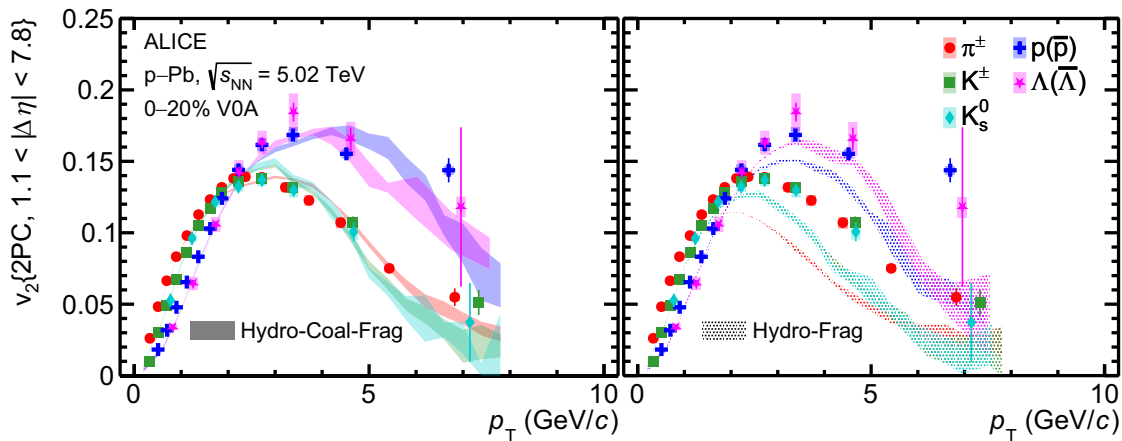 v₂{2PC, 1.1 < |Δη| < 7.8}
0.25
0.2
0.15
0.1
0.05
0
ALICE
p–Pb, √s_NN = 5.02 TeV
0–20% V0A
Hydro-Coal-Frag
0 5 10
p_T (GeV/c)
π± p(p̅)
K± Λ(Λ̅)
K⁰ₛ
Hydro-Frag
0 5 10
p_T (GeV/c)